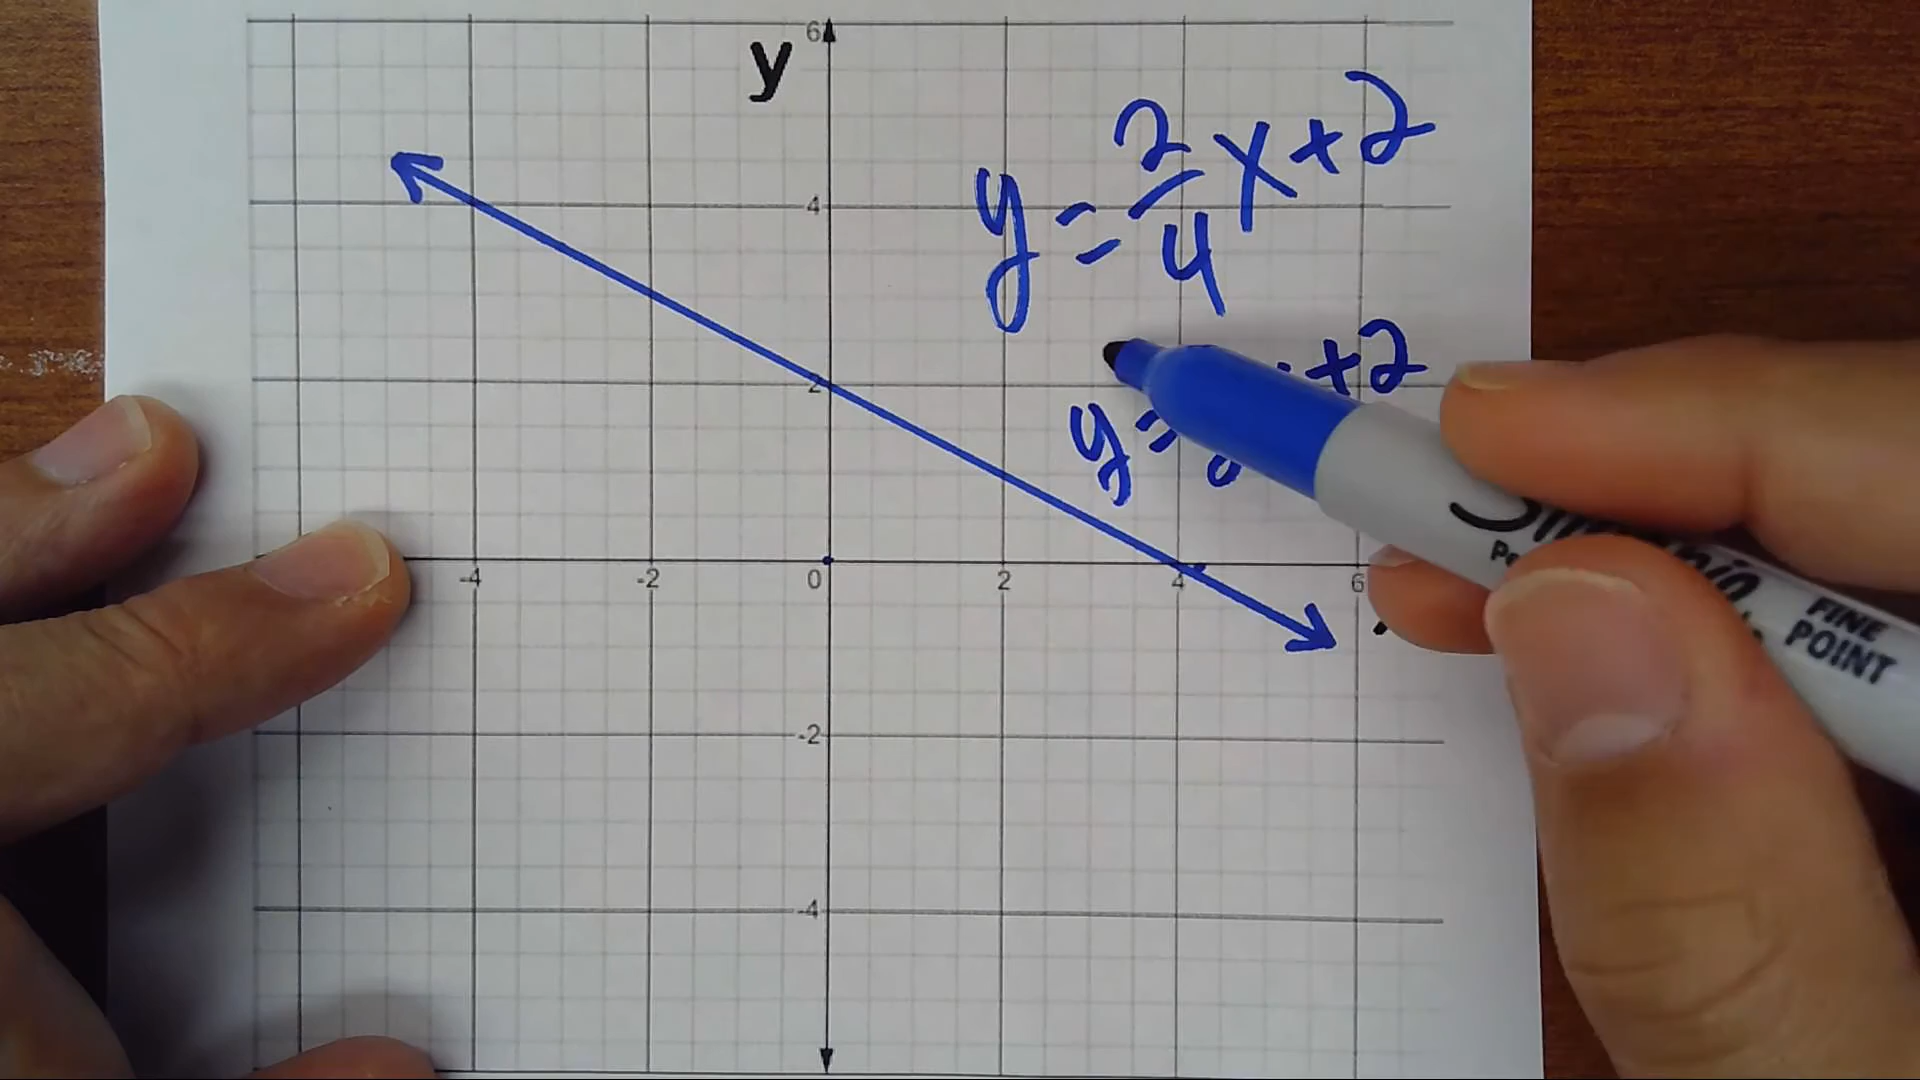 6
y
y = 2/4 x + 2
4
+2
2
y =
-4 -2 0 2 4 6
FINE
POINT
-2
-4